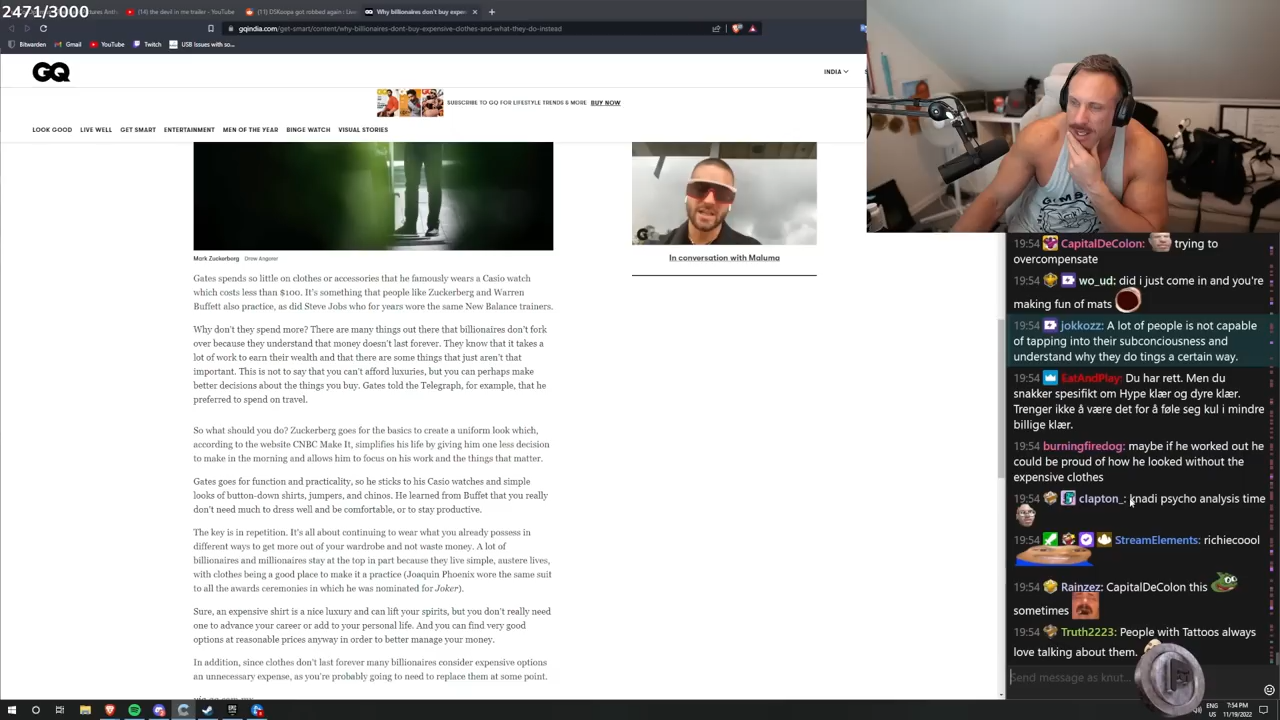 2471/3000
(14) the devil in me trailer - YouTube
(11) DSKoopa got robbed again : Liv
Why billionaires don't buy exper
gqindia.com/get-smart/content/why-billionaires-dont-buy-expensive-clothes-and-what-they-do-instead
Bitwarden
Gmail
YouTube
Twitch
USB Issues with so...
GQ
INDIA
SUBSCRIBE TO GQ FOR LIFESTYLE TRENDS & MORE BUY NOW
LOOK GOOD LIVE WELL GET SMART ENTERTAINMENT MEN OF THE YEAR BINGE WATCH VISUAL STORIES
Mark Zuckerberg Drew Angerer
Gates spends so little on clothes or accessories that he famously wears a Casio watch
which costs less than $100. It's something that people like Zuckerberg and Warren
Buffett also practice, as did Steve Jobs who for years wore the same New Balance trainers.
Why don't they spend more? There are many things out there that billionaires don't fork
over because they understand that money doesn't last forever. They know that it takes a
lot of work to earn their wealth and that there are some things that just aren't that
important. This is not to say that you can't afford luxuries, but you can perhaps make
better decisions about the things you buy. Gates told the Telegraph, for example, that he
preferred to spend on travel.
So what should you do? Zuckerberg goes for the basics to create a uniform look which,
according to the website CNBC Make It, simplifies his life by giving him one less decision
to make in the morning and allows him to focus on his work and the things that matter.
Gates goes for function and practicality, so he sticks to his Casio watches and simple
looks of button-down shirts, jumpers, and chinos. He learned from Buffet that you really
don't need much to dress well and be comfortable, or to stay productive.
The key is in repetition. It's all about continuing to wear what you already possess in
different ways to get more out of your wardrobe and not waste money. A lot of
billionaires and millionaires stay at the top in part because they live simple, austere lives,
with clothes being a good place to make it a practice (Joaquin Phoenix wore the same suit
to all the awards ceremonies in which he was nominated for Joker).
Sure, an expensive shirt is a nice luxury and can lift your spirits, but you don't really need
one to advance your career or add to your personal life. And you can find very good
options at reasonable prices anyway in order to better manage your money.
In addition, since clothes don't last forever many billionaires consider expensive options
an unnecessary expense, as you're probably going to need to replace them at some point.
GQ
In conversation with Maluma
19:54 CapitalDeColon: trying to
overcompensate
19:54 wo_ud: did i just come in and you're
making fun of mats
19:54 jokkozz: A lot of people is not capable
of tapping into their subconciousness and
understand why they do tings a certain way.
19:54 EatAndPlay: Du har rett. Men du
snakker spesifikt om Hype klær og dyre klær.
Trenger ikke å være det for å føle seg kul i mindre
billige klær.
19:54 burningfiredog: maybe if he worked out he
could be proud of how he looked without the
expensive clothes
19:54 clapton_: knadi psycho analysis time
19:54 StreamElements: richiecool
19:54 Rainzez: CapitalDeColon this
sometimes
19:54 Truth2223: People with Tattoos always
love talking about them.
Send message as knut...
ENG
US
7:54 PM
11/19/2022